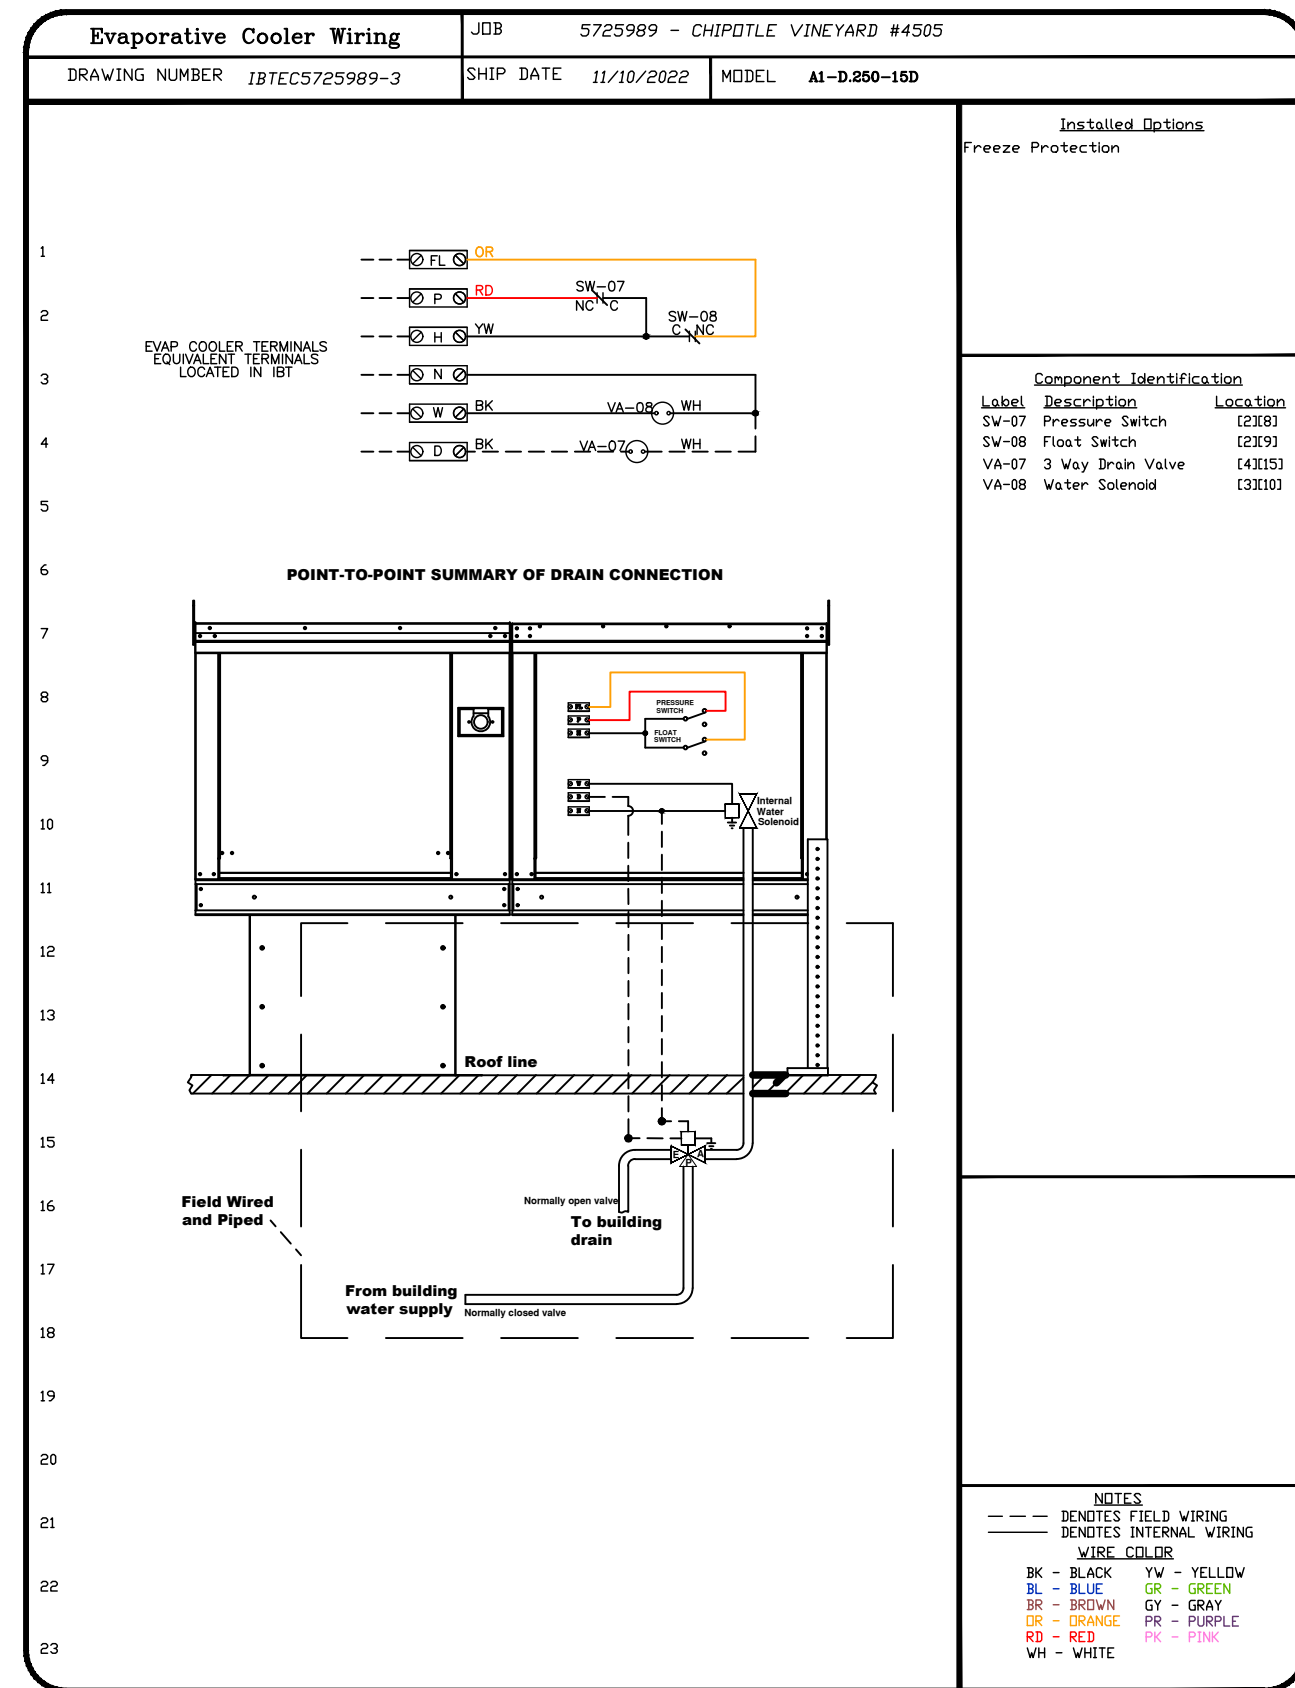 Evaporative Cooler Wiring
JOB 5725989 - CHIPOTLE VINEYARD #4505
DRAWING NUMBER IBTEC5725989-3
SHIP DATE 11/10/2022
MODEL A1-D.250-15D
Installed Options
Freeze Protection
1
2
3
4
5
6
7
8
9
10
11
12
13
14
15
16
17
18
19
20
21
22
23
FL OR
P RD SW-07
NC C
H YW SW-08
C NC
N
W BK VA-08 WH
D BK VA-07 WH
EVAP COOLER TERMINALS
EQUIVALENT TERMINALS
LOCATED IN IBT
Component Identification
Label Description Location
SW-07 Pressure Switch [2][8]
SW-08 Float Switch [2][9]
VA-07 3 Way Drain Valve [4][15]
VA-08 Water Solenoid [3][10]
POINT-TO-POINT SUMMARY OF DRAIN CONNECTION
PRESSURE
SWITCH
FL
P
H
FLOAT
SWITCH
W
D
N
Internal
Water
Solenoid
Roof line
E A
P
Normally open valve
To building
drain
Field Wired
and Piped
From building
water supply
Normally closed valve
NOTES
DENOTES FIELD WIRING
DENOTES INTERNAL WIRING
WIRE COLOR
BK - BLACK YW - YELLOW
BL - BLUE GR - GREEN
BR - BROWN GY - GRAY
OR - ORANGE PR - PURPLE
RD - RED PK - PINK
WH - WHITE